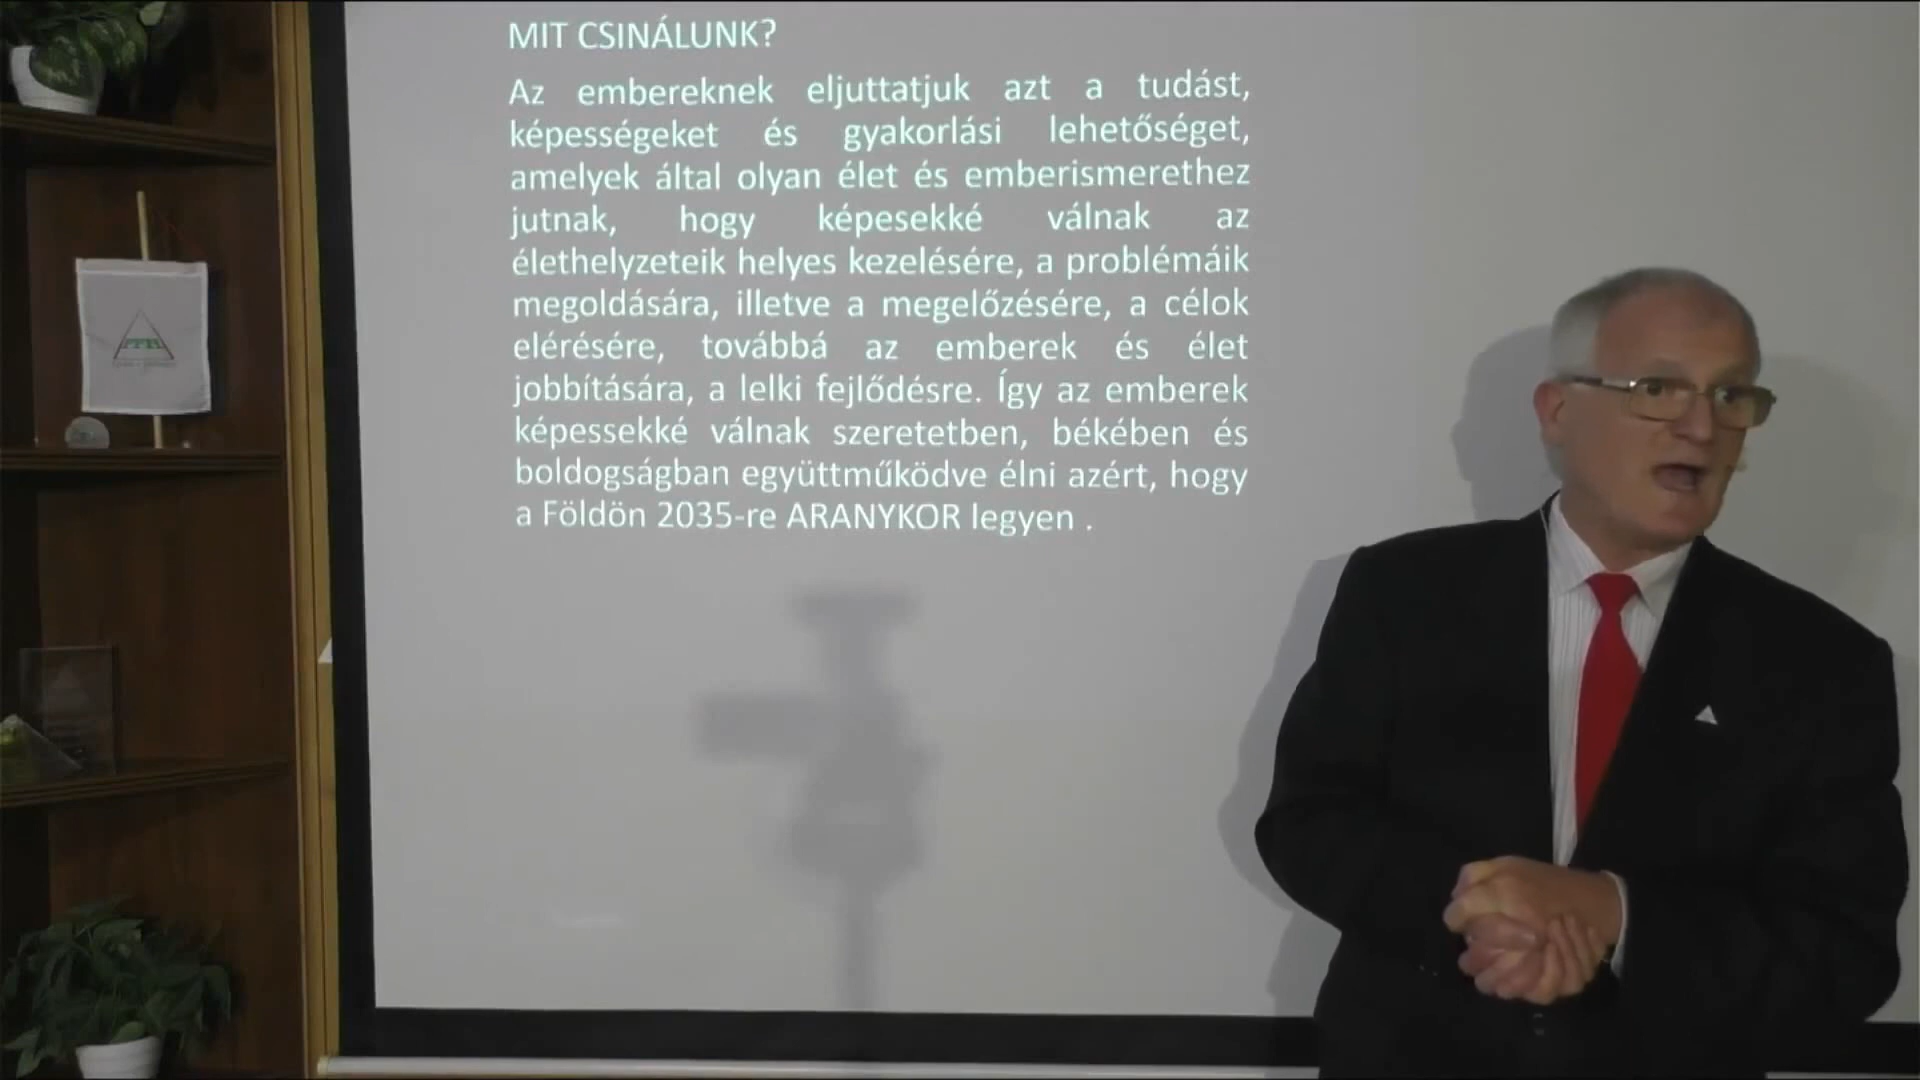 MIT CSINÁLUNK?
Az embereknek eljuttatjuk azt a tudást,
képességeket és gyakorlási lehetőséget,
amelyek által olyan élet és emberismerethez
jutnak, hogy képesekké válnak az
élethelyzeteik helyes kezelésére, a problémáik
megoldására, illetve a megelőzésére, a célok
elérésére, továbbá az emberek és élet
jobbítására, a lelki fejlődésre. Így az emberek
képessekké válnak szeretetben, békében és
boldogságban együttműködve élni azért, hogy
a Földön 2035-re ARANYKOR legyen .